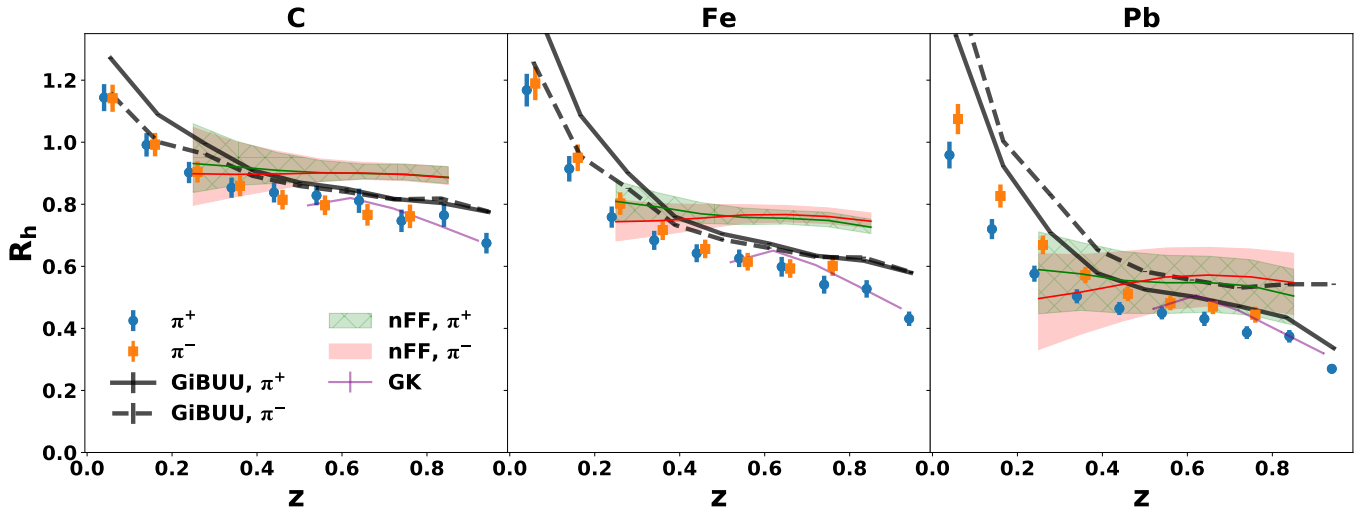 C Fe Pb
R_h
1.2
1.0
0.8
0.6
0.4
0.2
0.0
π⁺
π⁻
GiBUU, π⁺
GiBUU, π⁻
nFF, π⁺
nFF, π⁻
GK
0.0 0.2 0.4 0.6 0.8 0.0 0.2 0.4 0.6 0.8 0.0 0.2 0.4 0.6 0.8
z z z